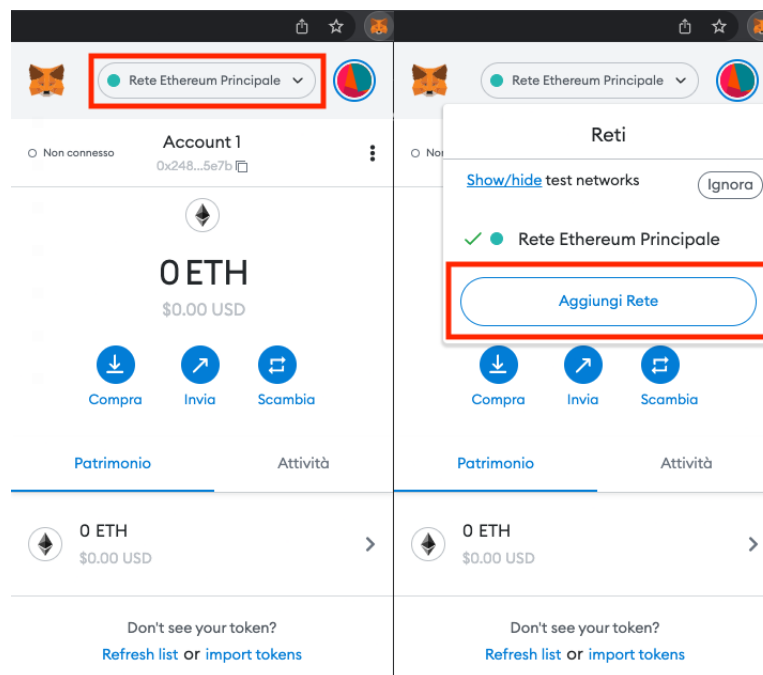 Rete Ethereum Principale
Non connesso
Account 1
0x248...5e7b
0 ETH
$0.00 USD
Compra
Invia
Scambia
Patrimonio
Attività
0 ETH
$0.00 USD
Don't see your token?
Refresh list or import tokens
Rete Ethereum Principale
Reti
Show/hide test networks
Ignora
Rete Ethereum Principale
Aggiungi Rete
Compra
Invia
Scambia
Patrimonio
Attività
0 ETH
$0.00 USD
Don't see your token?
Refresh list or import tokens